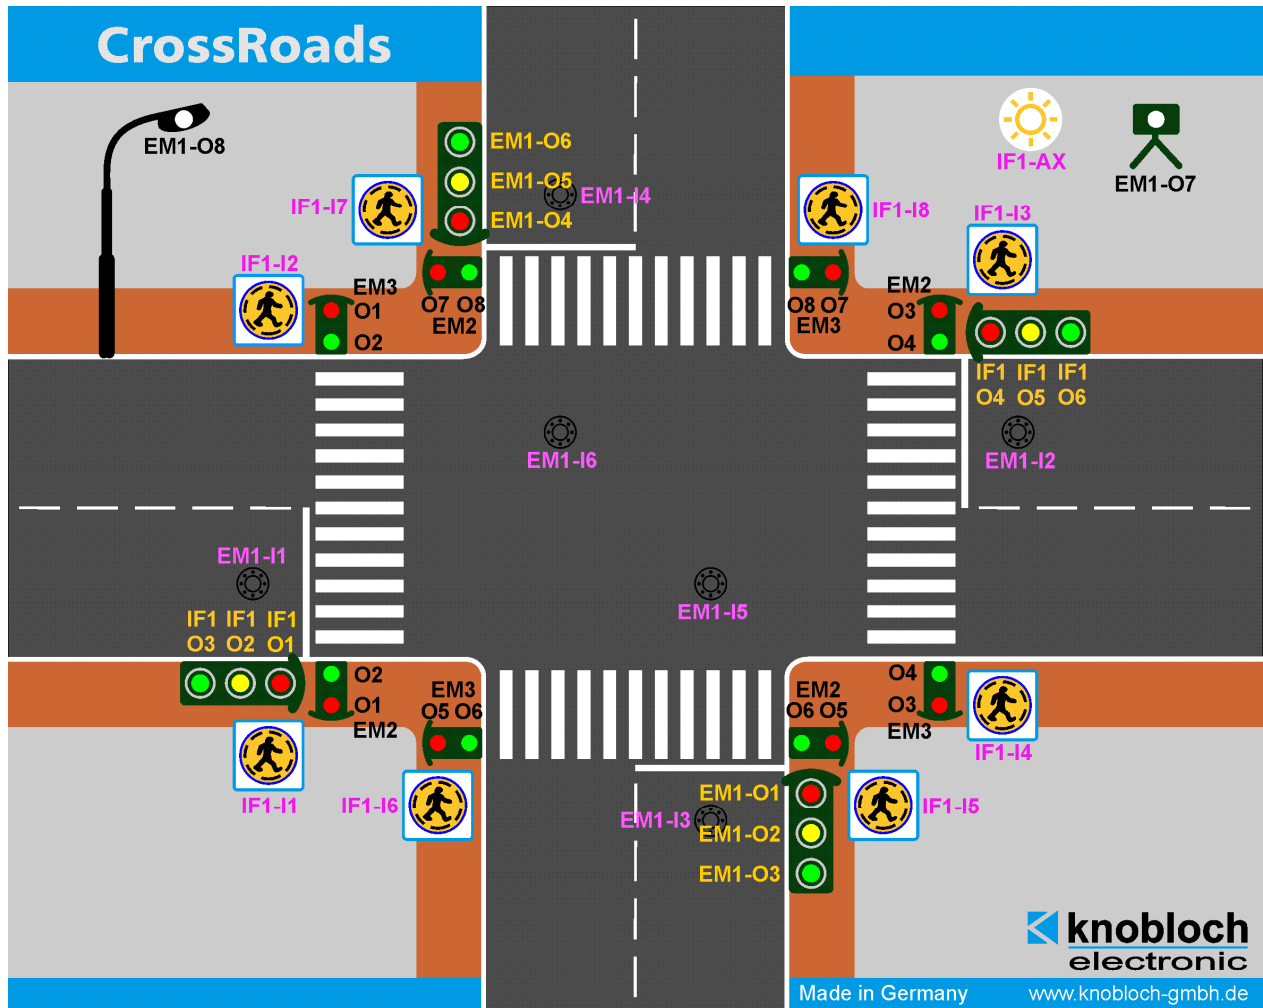 CrossRoads
EM1-O8
EM1-O6
EM1-O5
EM1-O4
EM1-I4
IF1-I7
IF1-I2
EM3
O1
O2
O7 O8
EM2
IF1-AX
EM1-O7
IF1-I8
IF1-I3
EM2
O3
O4
O8 O7
EM3
IF1 IF1 IF1
O4 O5 O6
EM1-I6
EM1-I2
EM1-I1
EM1-I5
IF1 IF1 IF1
O3 O2 O1
O2
O1
EM2
EM3
O5 O6
EM2
O6 O5
O4
O3
EM3
IF1-I4
IF1-I1
IF1-I6
EM1-I3
EM1-O1
EM1-O2
EM1-O3
IF1-I5
knobloch
electronic
Made in Germany
www.knobloch-gmbh.de